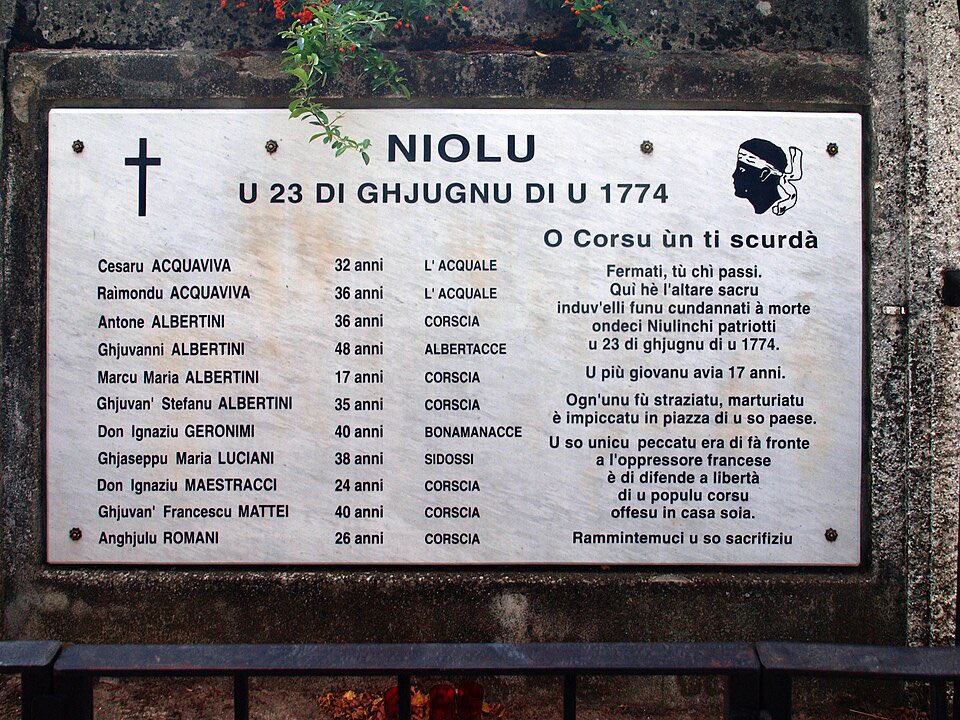 NIOLU
U 23 DI GHJUGNU DI U 1774
Cesaru ACQUAVIVA 32 anni L' ACQUALE
Raìmondu ACQUAVIVA 36 anni L' ACQUALE
Antone ALBERTINI 36 anni CORSCIA
Ghjuvanni ALBERTINI 48 anni ALBERTACCE
Marcu Maria ALBERTINI 17 anni CORSCIA
Ghjuvan' Stefanu ALBERTINI 35 anni CORSCIA
Don Ignaziu GERONIMI 40 anni BONAMANACCE
Ghjaseppu Maria LUCIANI 38 anni SIDOSSI
Don Ignaziu MAESTRACCI 24 anni CORSCIA
Ghjuvan' Francescu MATTEI 40 anni CORSCIA
Anghjulu ROMANI 26 anni CORSCIA
O Corsu ùn ti scurdà
Fermati, tù chì passi.
Quì hè l'altare sacru
induv'elli funu cundannati à morte
ondeci Niulinchi patriotti
u 23 di ghjugnu di u 1774.
U più giovanu avia 17 anni.
Ogn'unu fù straziatu, marturiatu
è impiccatu in piazza di u so paese.
U so unicu peccatu era di fà fronte
a l'oppressore francese
è di difende a libertà
di u populu corsu
offesu in casa soia.
Rammintemuci u so sacrifiziu